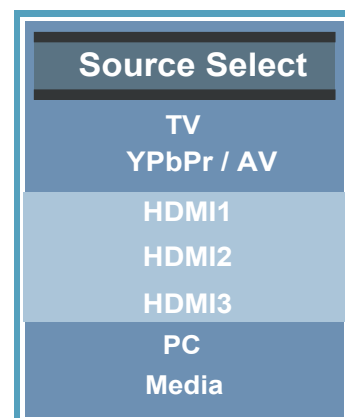 Source Select
TV
YPbPr / AV
HDMI1
HDMI2
HDMI3
PC
Media